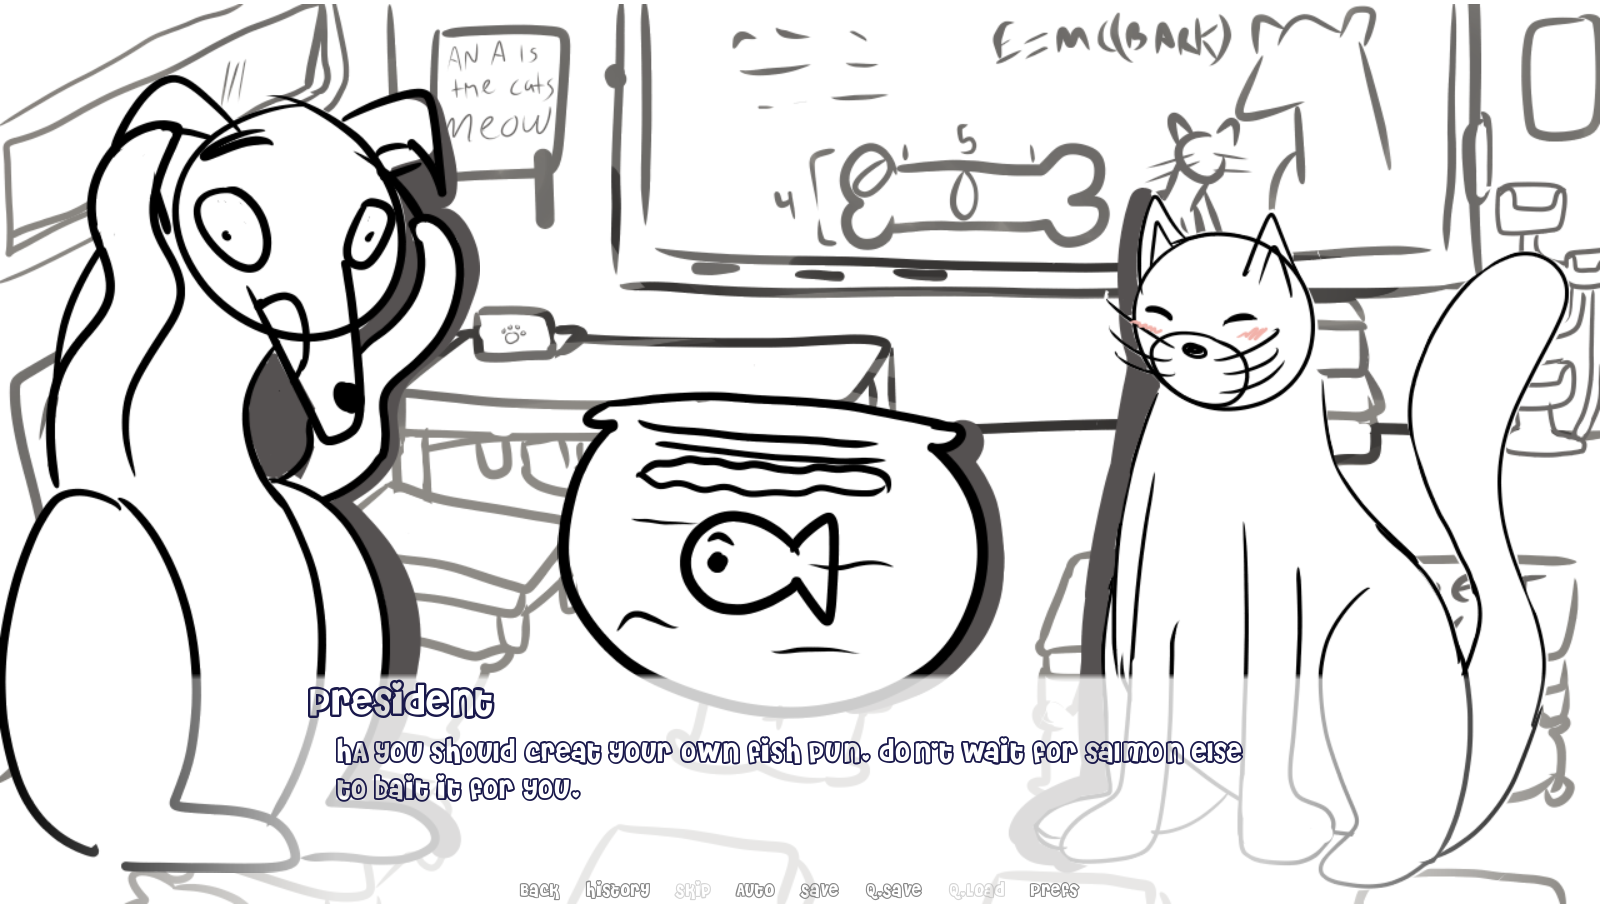 AN A is
the cats
MEOW
E=MC(BARK)
5
4
President
hA you should creat your own fish pun. don't wait for salmon else
to bait it for you.
Back History Skip Auto Save Q.Save Q.Load Prefs